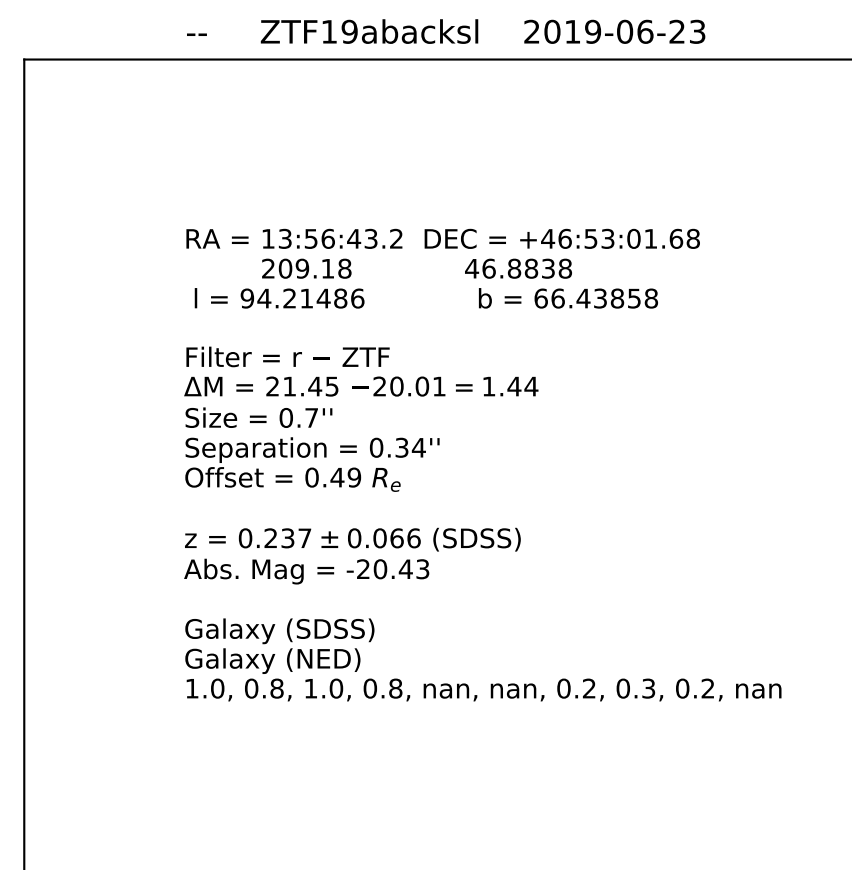 -- ZTF19abacksl 2019-06-23
RA = 13:56:43.2 DEC = +46:53:01.68
209.18 46.8838
l = 94.21486 b = 66.43858
Filter = r − ZTF
ΔM = 21.45 −20.01 = 1.44
Size = 0.7''
Separation = 0.34''
Offset = 0.49 Rₑ
z = 0.237 ± 0.066 (SDSS)
Abs. Mag = -20.43
Galaxy (SDSS)
Galaxy (NED)
1.0, 0.8, 1.0, 0.8, nan, nan, 0.2, 0.3, 0.2, nan